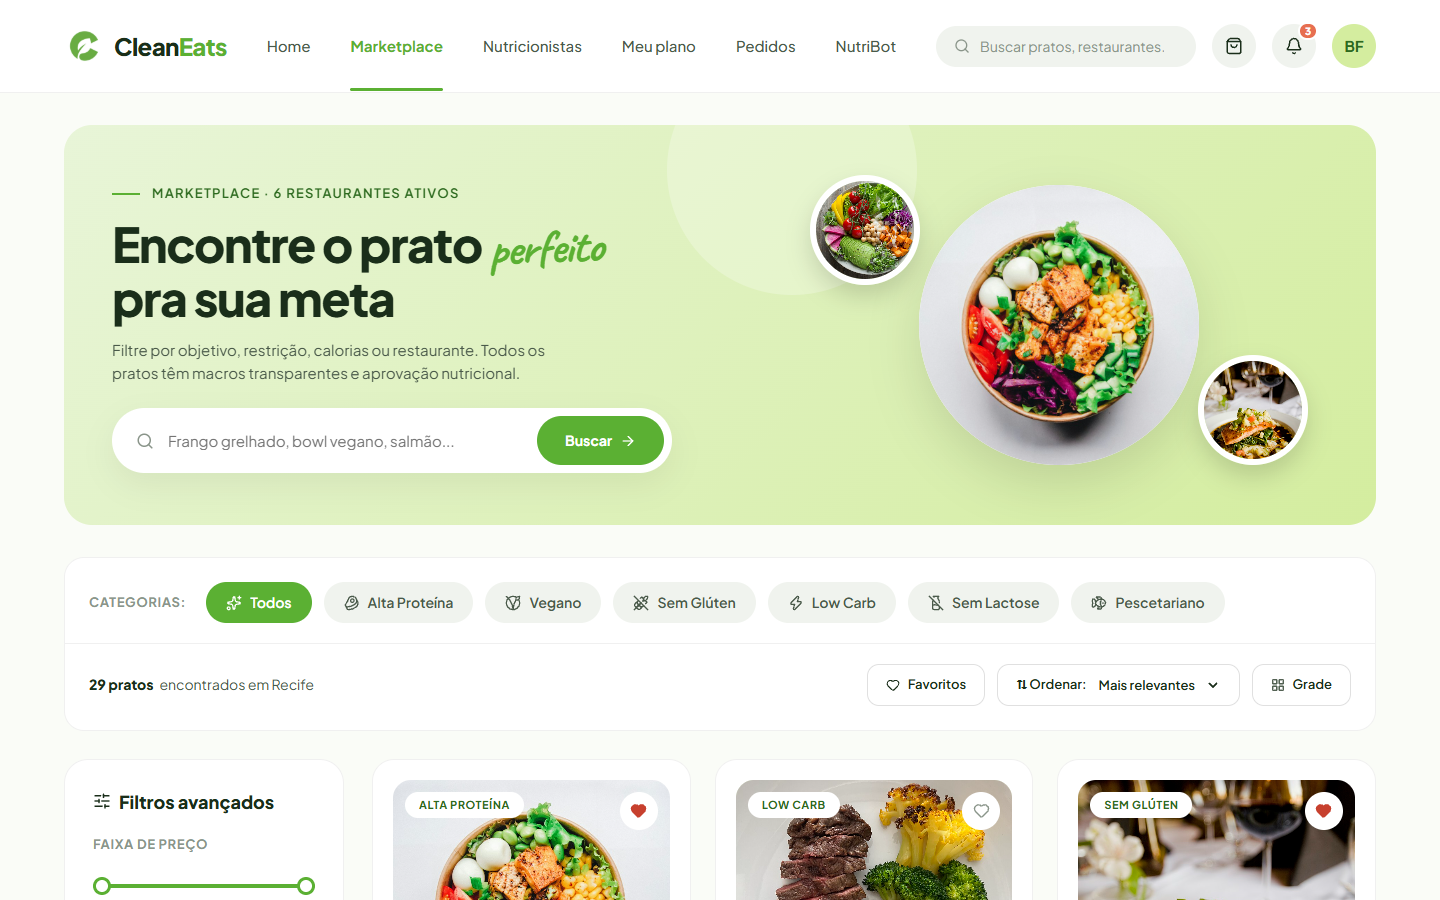 CleanEats
Home
Marketplace
Nutricionistas
Meu plano
Pedidos
NutriBot
Buscar pratos, restaurantes.
3
BF
MARKETPLACE · 6 RESTAURANTES ATIVOS
Encontre o prato perfeito
pra sua meta
Filtre por objetivo, restrição, calorias ou restaurante. Todos os
pratos têm macros transparentes e aprovação nutricional.
Frango grelhado, bowl vegano, salmão...
Buscar
CATEGORIAS:
Todos
Alta Proteína
Vegano
Sem Glúten
Low Carb
Sem Lactose
Pescetariano
29 pratos encontrados em Recife
Favoritos
Ordenar: Mais relevantes
Grade
Filtros avançados
FAIXA DE PREÇO
ALTA PROTEÍNA
LOW CARB
SEM GLÚTEN